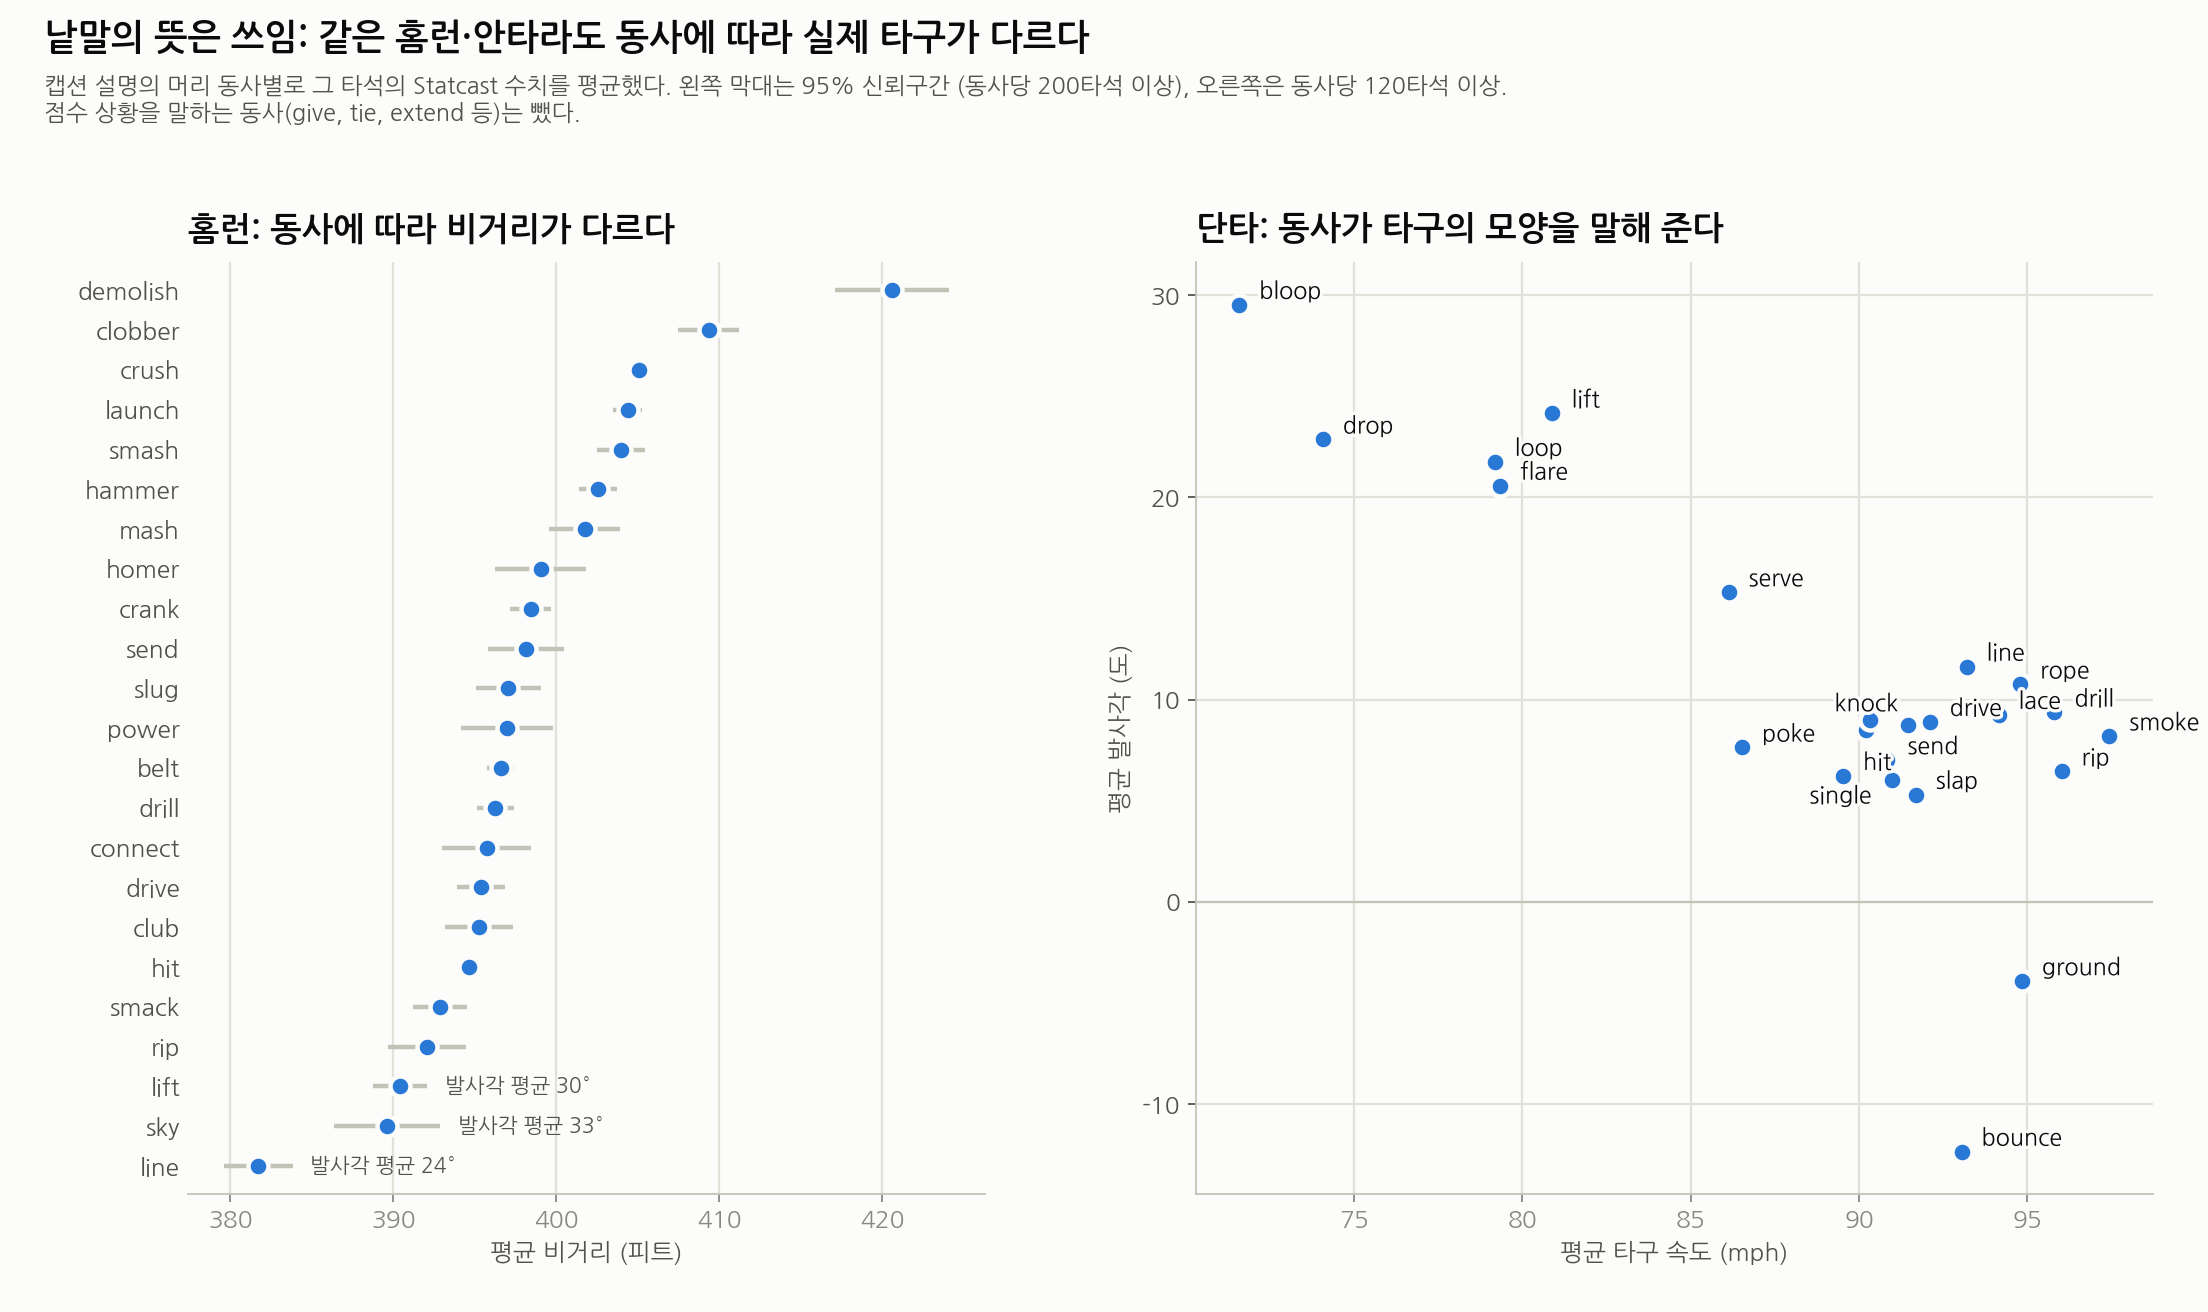 낱말의 뜻은 쓰임: 같은 홈런·안타라도 동사에 따라 실제 타구가 다르다
캡션 설명의 머리 동사별로 그 타석의 Statcast 수치를 평균했다. 왼쪽 막대는 95% 신뢰구간 (동사당 200타석 이상), 오른쪽은 동사당 120타석 이상.
점수 상황을 말하는 동사(give, tie, extend 등)는 뺐다.
홈런: 동사에 따라 비거리가 다르다
demolish
clobber
crush
launch
smash
hammer
mash
homer
crank
send
slug
power
belt
drill
connect
drive
club
hit
smack
rip
lift 발사각 평균 30°
sky 발사각 평균 33°
line 발사각 평균 24°
380 390 400 410 420
평균 비거리 (피트)
단타: 동사가 타구의 모양을 말해 준다
평균 발사각 (도)
30
20
10
0
-10
bloop
lift
drop
loop
flare
serve
line
rope
knock
drive
lace
drill
smoke
poke
send
hit
rip
slap
single
ground
bounce
75 80 85 90 95
평균 타구 속도 (mph)